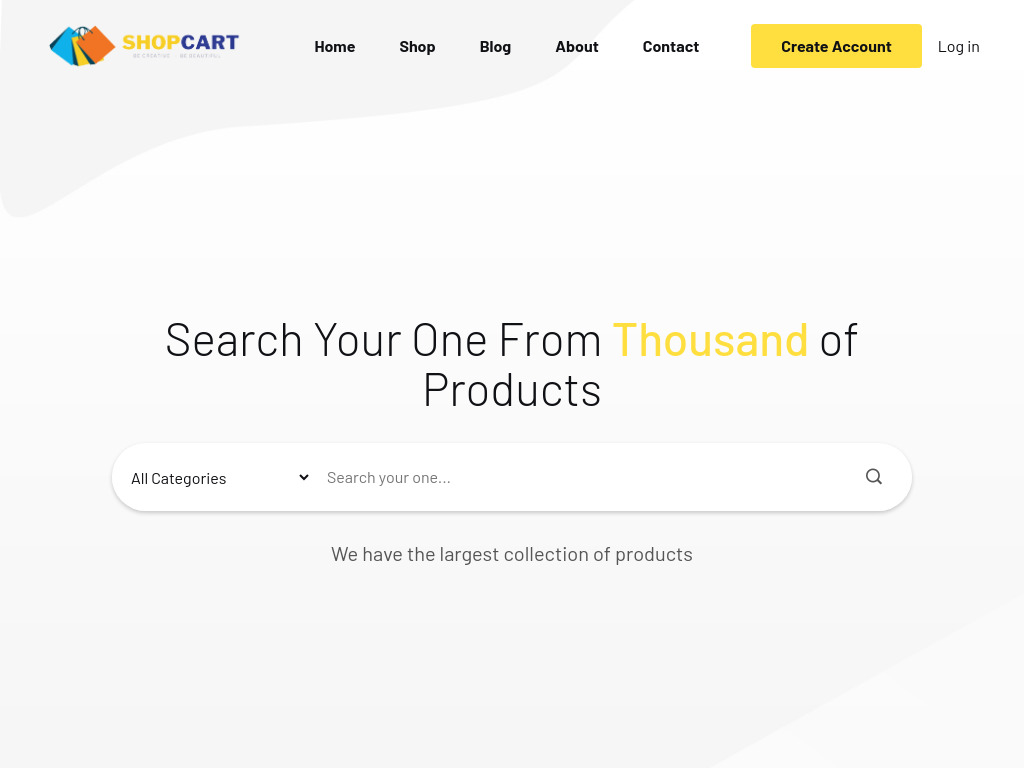 SHOPCART
BE CREATIVE - BE BEAUTIFUL
Home
Shop
Blog
About
Contact
Create Account
Log in
Search Your One From Thousand of
Products
All Categories
Search your one...
We have the largest collection of products